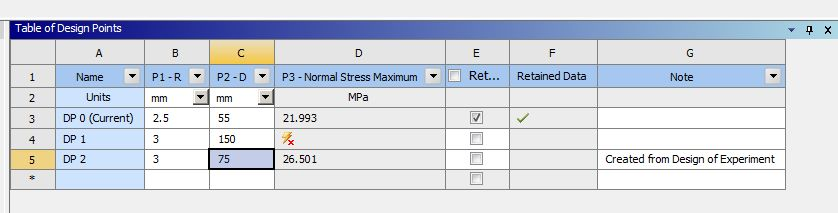 Table of Design Points
A B C D E F G
1 Name P1 - R P2 - D P3 - Normal Stress Maximum Ret... Retained Data Note
2 Units mm mm MPa
3 DP 0 (Current) 2.5 55 21.993
4 DP 1 3 150
5 DP 2 3 75 26.501 Created from Design of Experiment
*